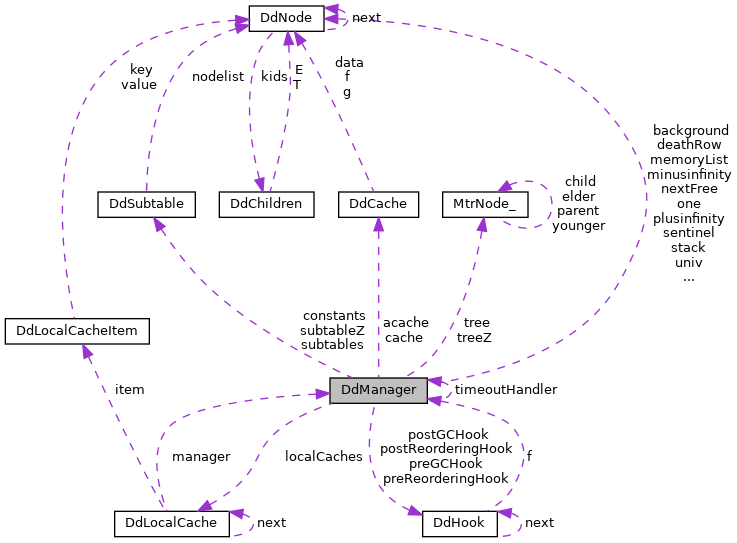 DdNode
next
key
value
nodelist
kids
E
T
data
f
g
background
deathRow
memoryList
minusinfinity
nextFree
one
plusinfinity
sentinel
stack
univ
...
DdSubtable
DdChildren
DdCache
MtrNode_
child
elder
parent
younger
DdLocalCacheItem
constants
subtableZ
subtables
acache
cache
tree
treeZ
DdManager
timeoutHandler
item
manager
localCaches
postGCHook
postReorderingHook
preGCHook
preReorderingHook
f
DdLocalCache
next
DdHook
next